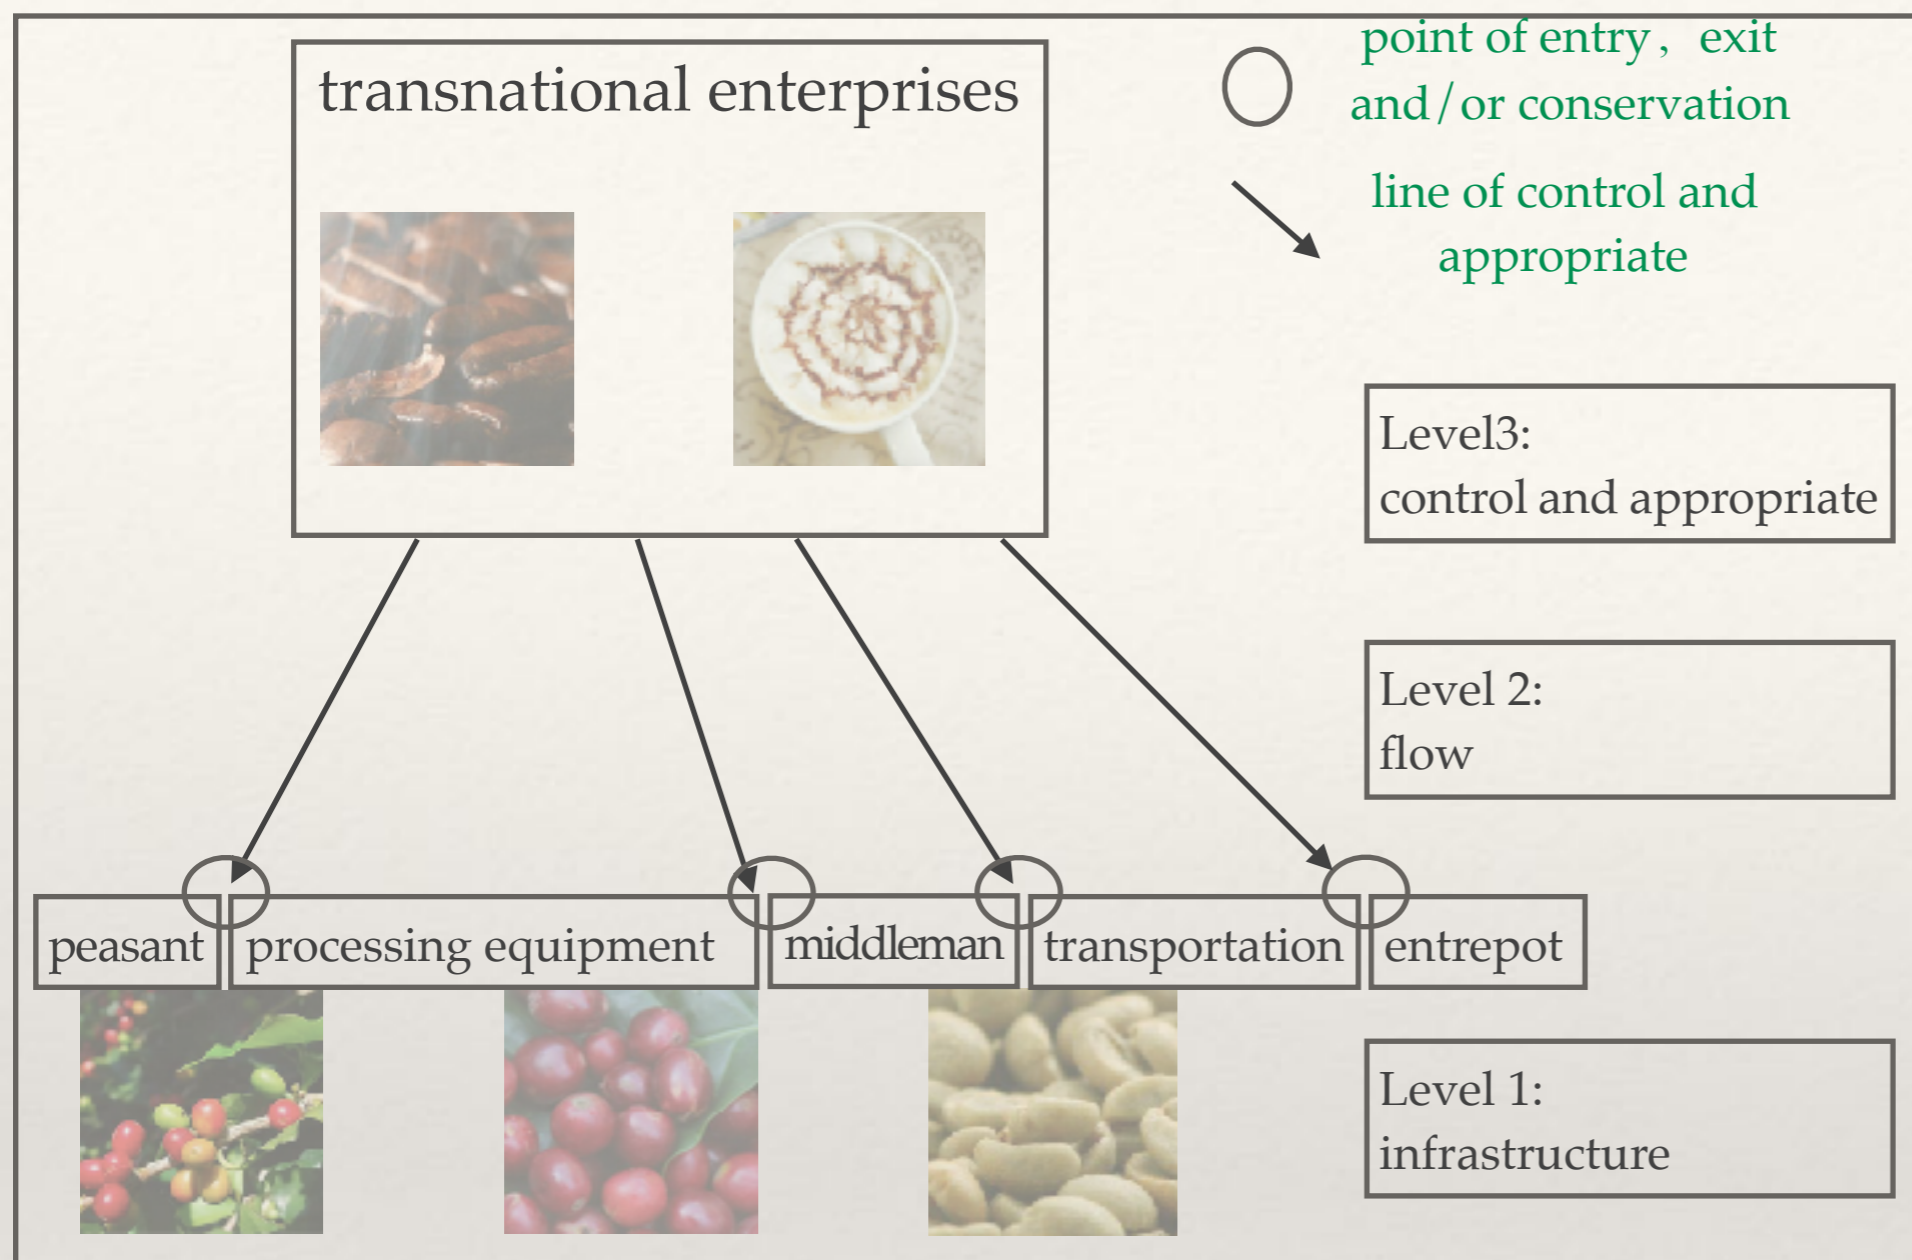 transnational enterprises
point of entry，exit
and/or conservation
line of control and
appropriate
Level3:
control and appropriate
Level 2:
flow
peasant
processing equipment
middleman
transportation
entrepot
Level 1:
infrastructure